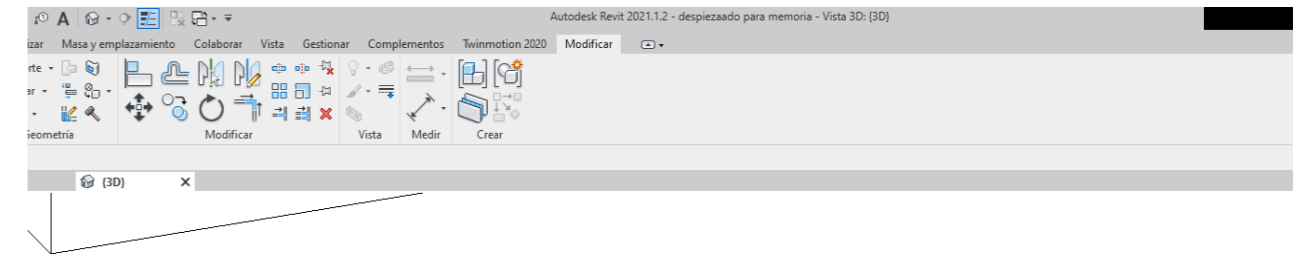 A
Autodesk Revit 2021.1.2 - despiezaado para memoria - Vista 3D: {3D}
izar Masa y emplazamiento Colaborar Vista Gestionar Complementos Twinmotion 2020 Modificar
rte
ar
Geometría Modificar Vista Medir Crear
{3D} X